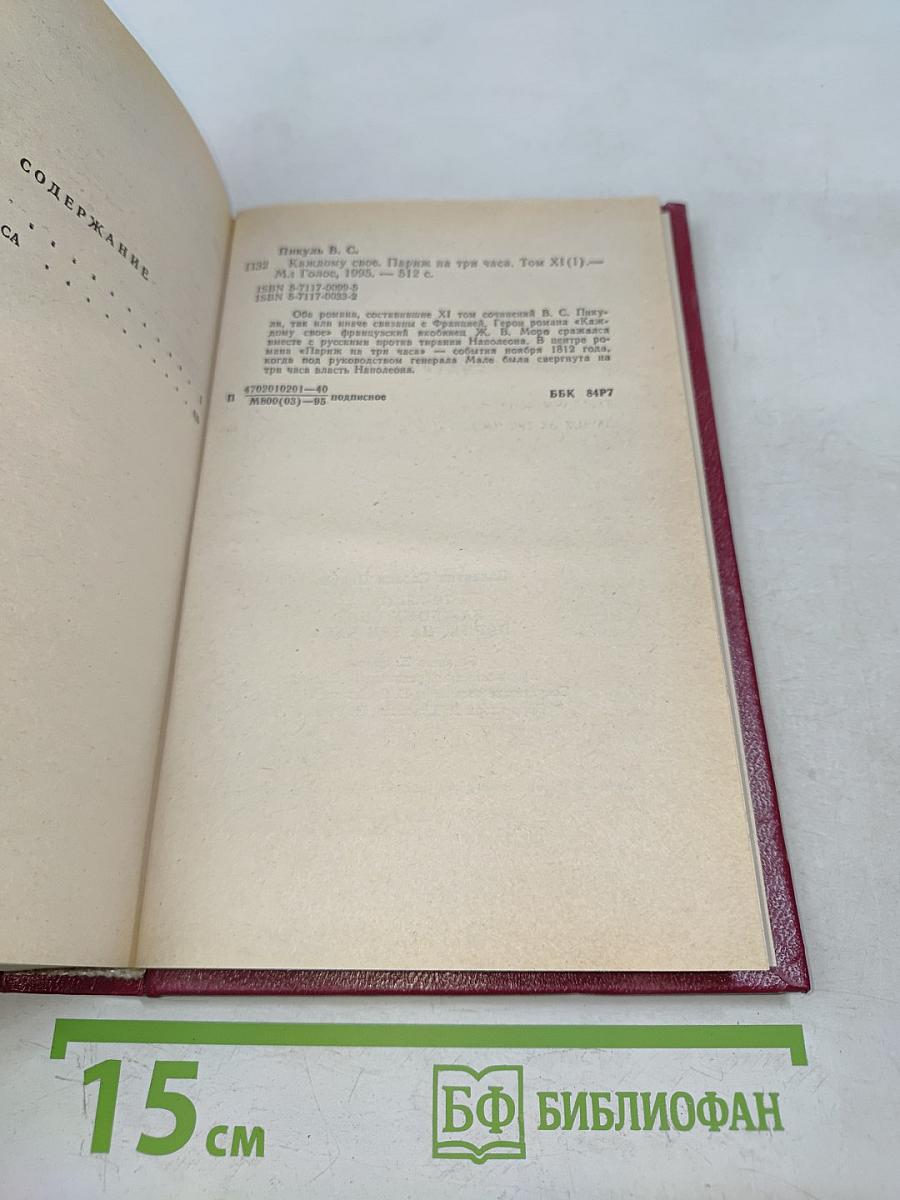 СОДЕРЖАНИЕ
СА
Пикуль В. С.
П32 Каждому свое. Париж на три часа. Том XI(1).—
М.: Голос, 1995. — 512 с.
ISBN 5-7117-0099-5
ISBN 5-7117-0033-2
Оба романа, составившие XI том сочинений В. С. Пику-
ля, так или иначе связаны с Францией. Герой романа «Каж-
дому свое» французский якобинец Ж. В. Моро сражался
вместе с русскими против тирании Наполеона. В центре ро-
мана «Париж на три часа» — события ноября 1812 года,
когда под руководством генерала Мале была свергнута на
три часа власть Наполеона.
П 4702010201—40
М800(03)—95 подписное ББК 84Р7
15 см
БФ БИБЛИОФАН